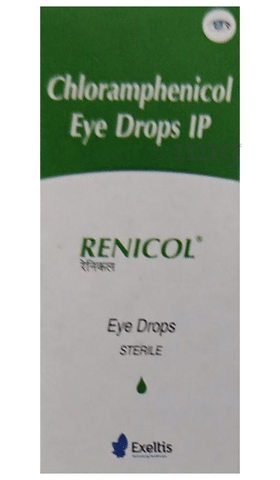 Chloramphenicol
Eye Drops IP
RENICOL®
रेनिकल
Eye Drops
STERILE
Exeltis